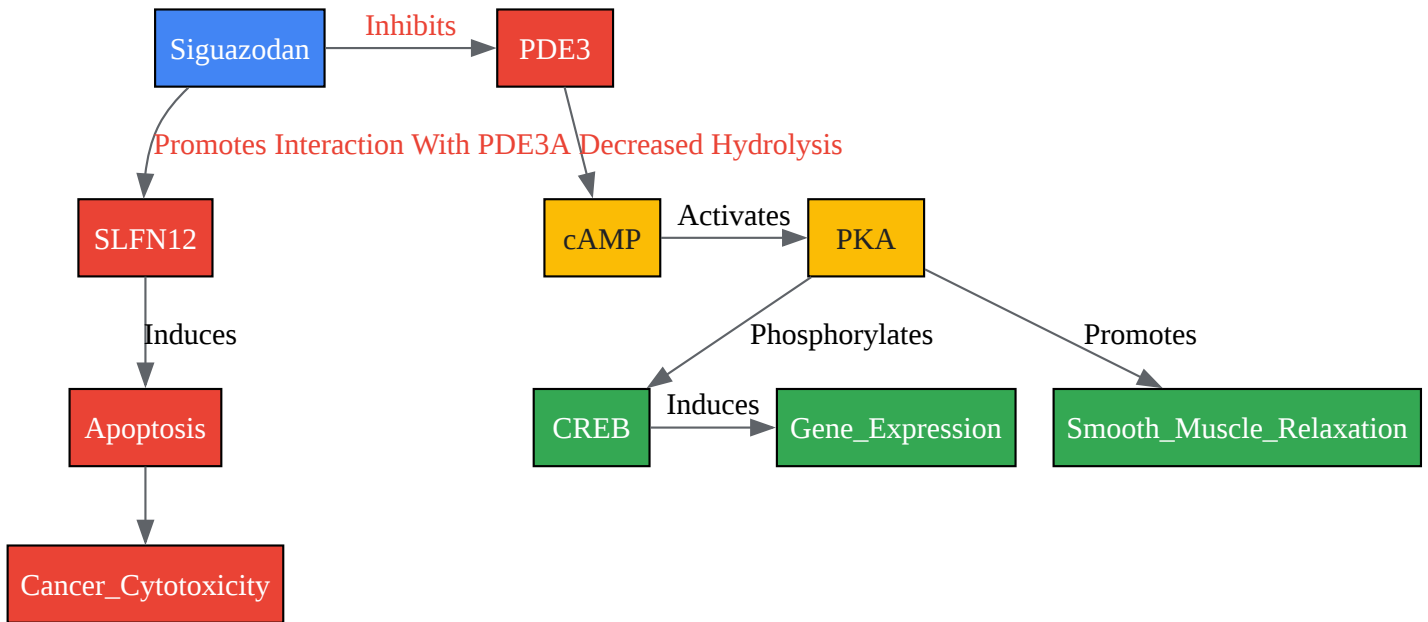 Siguazodan
Inhibits
PDE3
Promotes Interaction With PDE3A
Decreased Hydrolysis
SLFN12
cAMP
Activates
PKA
Induces
Phosphorylates
Promotes
Apoptosis
CREB
Induces
Gene_Expression
Smooth_Muscle_Relaxation
Cancer_Cytotoxicity